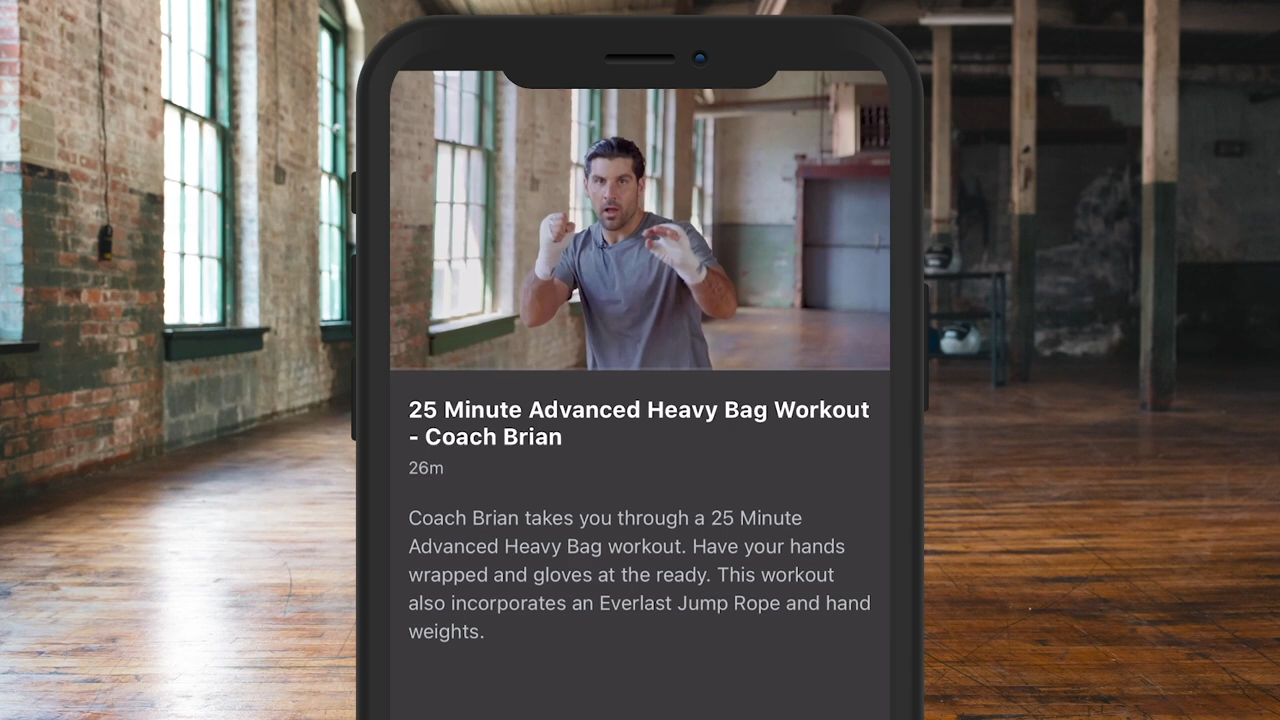 25 Minute Advanced Heavy Bag Workout
- Coach Brian
26m
Coach Brian takes you through a 25 Minute
Advanced Heavy Bag workout. Have your hands
wrapped and gloves at the ready. This workout
also incorporates an Everlast Jump Rope and hand
weights.